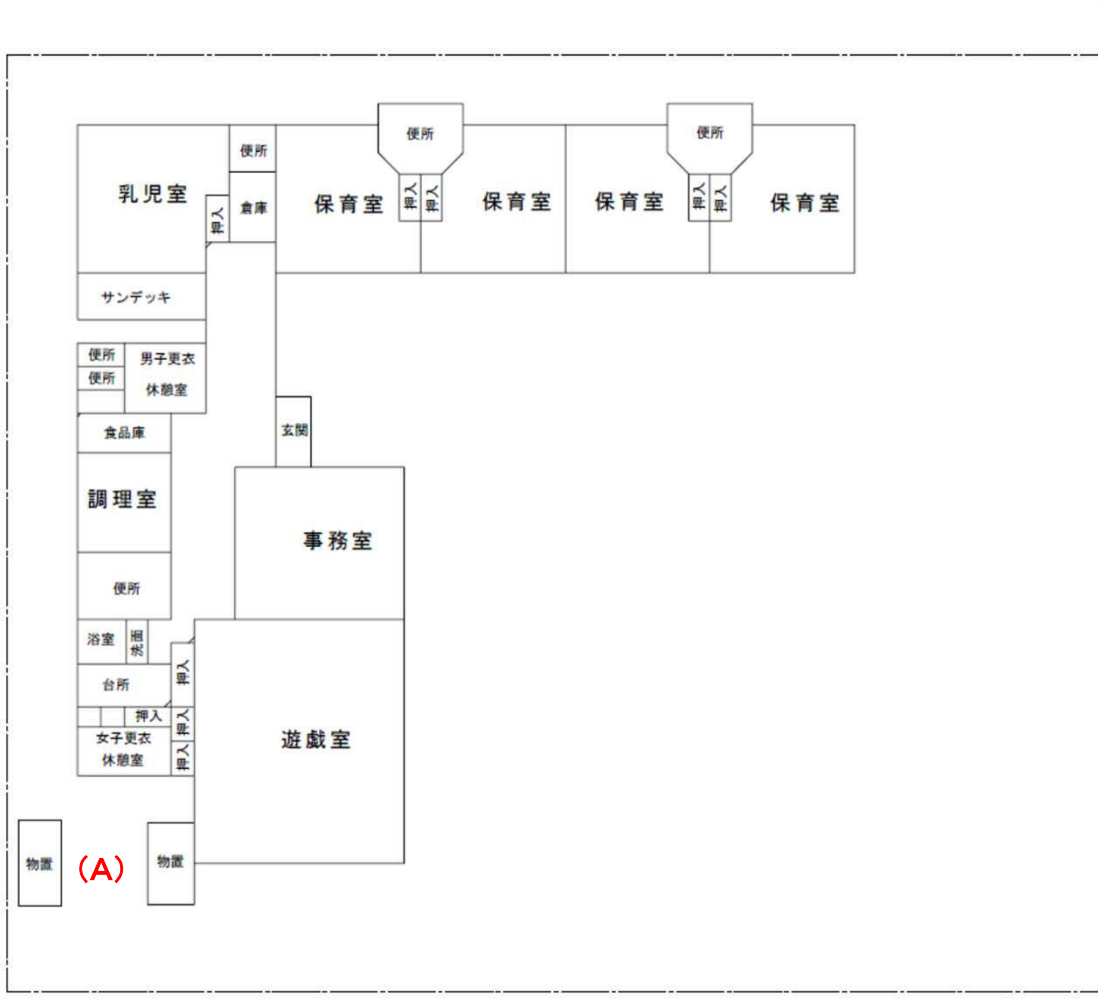 便所
便所
便所
乳児室
押入
倉庫
保育室
押入
押入
保育室
保育室
押入
押入
保育室
サンデッキ
便所
便所
男子更衣
休憩室
食品庫
玄関
調理室
事務室
便所
浴室
洗面
押入
台所
押入
押入
女子更衣
休憩室
押入
遊戯室
物置
(A)
物置